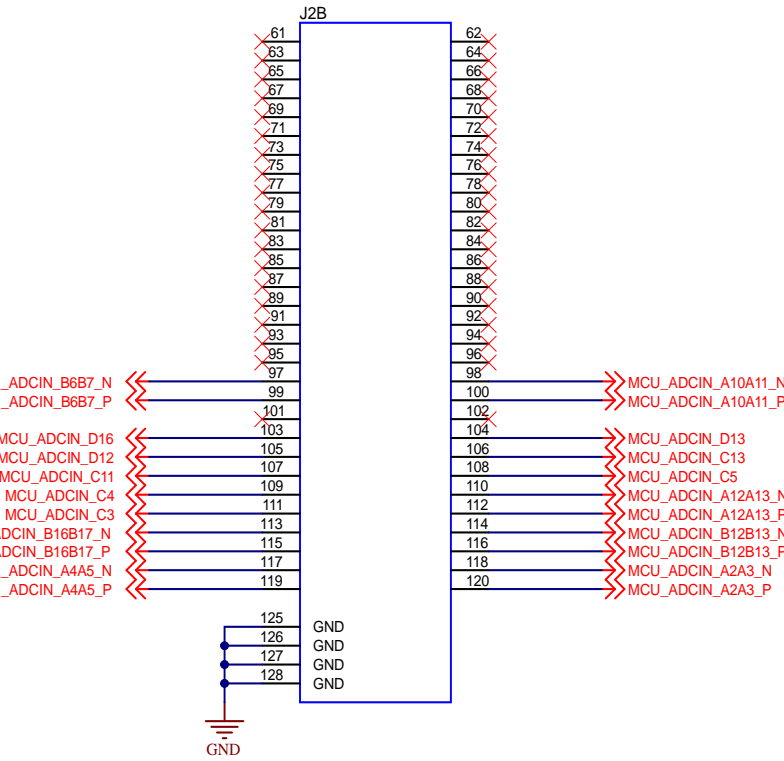 J2B
61 62
63 64
65 66
67 68
69 70
71 72
73 74
75 76
77 78
79 80
81 82
83 84
85 86
87 88
89 90
91 92
93 94
95 96
_ADCIN_B6B7_N 97 98 MCU_ADCIN_A10A11_N
_ADCIN_B6B7_P 99 100 MCU_ADCIN_A10A11_P
101 102
MCU_ADCIN_D16 103 104 MCU_ADCIN_D13
MCU_ADCIN_D12 105 106 MCU_ADCIN_C13
MCU_ADCIN_C11 107 108 MCU_ADCIN_C5
MCU_ADCIN_C4 109 110 MCU_ADCIN_A12A13_N
MCU_ADCIN_C3 111 112 MCU_ADCIN_A12A13_P
ADCIN_B16B17_N 113 114 MCU_ADCIN_B12B13_N
ADCIN_B16B17_P 115 116 MCU_ADCIN_B12B13_P
_ADCIN_A4A5_N 117 118 MCU_ADCIN_A2A3_N
_ADCIN_A4A5_P 119 120 MCU_ADCIN_A2A3_P
125 GND
126 GND
127 GND
128 GND
GND